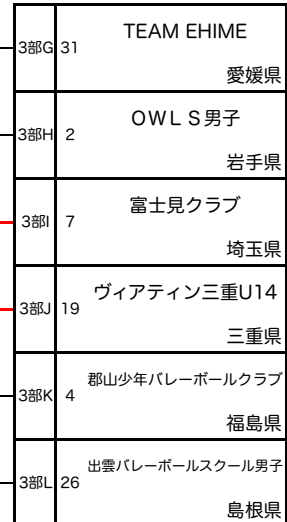 TEAM EHIME
3部G 31
愛媛県
OWLS男子
3部H 2
岩手県
富士見クラブ
3部I 7
埼玉県
ヴィアティン三重U14
3部J 19
三重県
郡山少年バレーボールクラブ
3部K 4
福島県
出雲バレーボールスクール男子
3部L 26
島根県